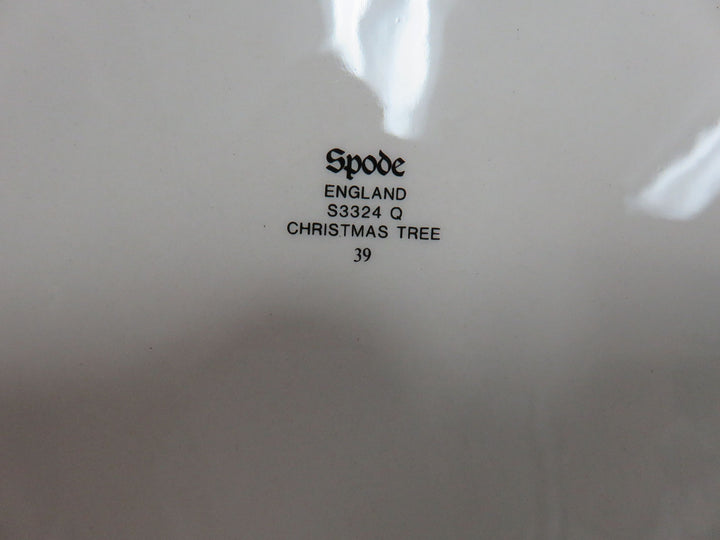 Spode
ENGLAND
S3324 Q
CHRISTMAS TREE
39